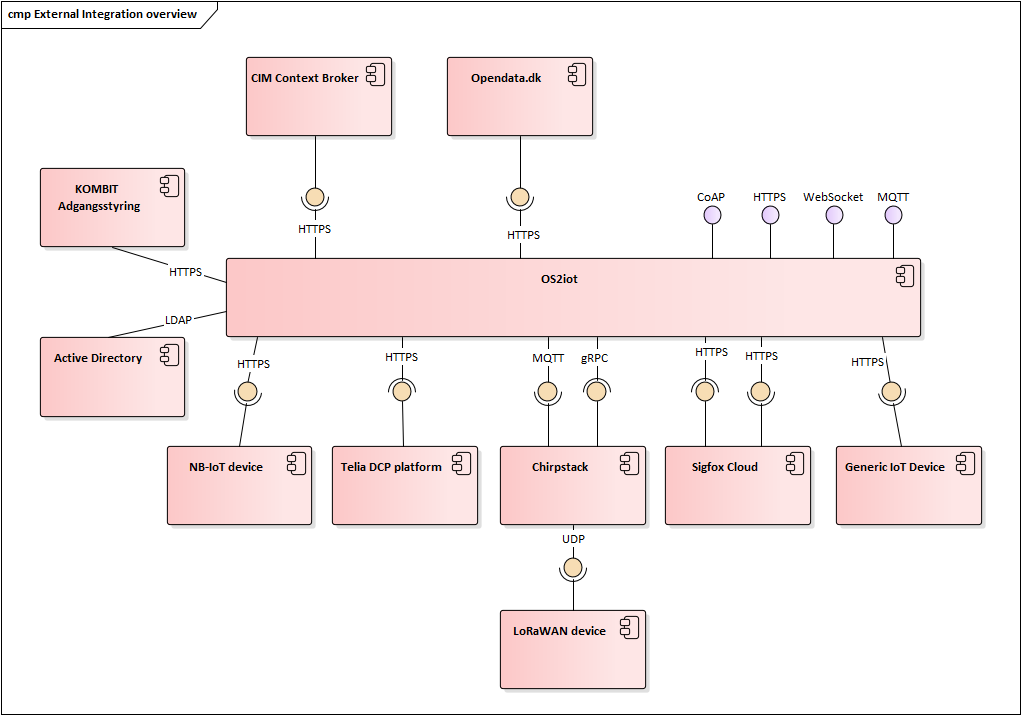 cmp External Integration overview
CIM Context Broker
Opendata.dk
KOMBIT
Adgangsstyring
CoAP
HTTPS
WebSocket
MQTT
HTTPS
HTTPS
HTTPS
OS2iot
LDAP
Active Directory
HTTPS
HTTPS
MQTT
gRPC
HTTPS
HTTPS
HTTPS
NB-IoT device
Telia DCP platform
Chirpstack
Sigfox Cloud
Generic IoT Device
UDP
LoRaWAN device